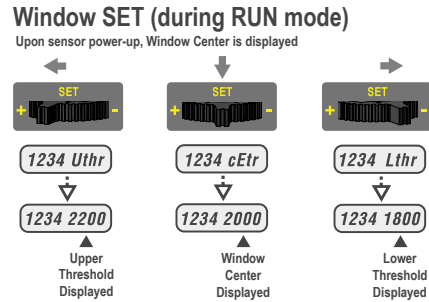 Window SET (during RUN mode)
Upon sensor power-up, Window Center is displayed
SET
+ -
SET
+ -
SET
+ -
1234 Uthr
1234 cEtr
1234 Lthr
1234 2200
1234 2000
1234 1800
Upper
Threshold
Displayed
Window
Center
Displayed
Lower
Threshold
Displayed